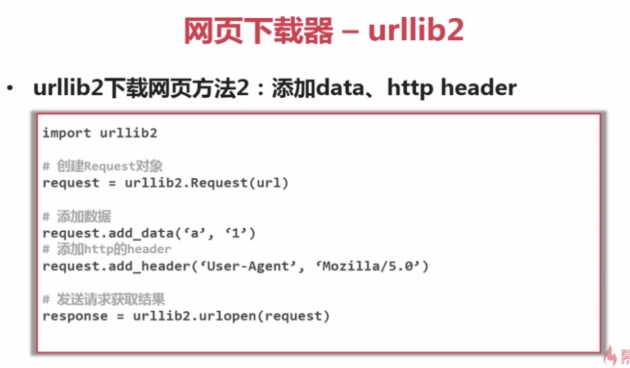 网页下载器 – urllib2
• urllib2下载网页方法2：添加data、http header
import urllib2
# 创建Request对象
request = urllib2.Request(url)
# 添加数据
request.add_data(‘a’, ‘1’)
# 添加http的header
request.add_header(‘User-Agent’, ‘Mozilla/5.0’)
# 发送请求获取结果
response = urllib2.urlopen(request)